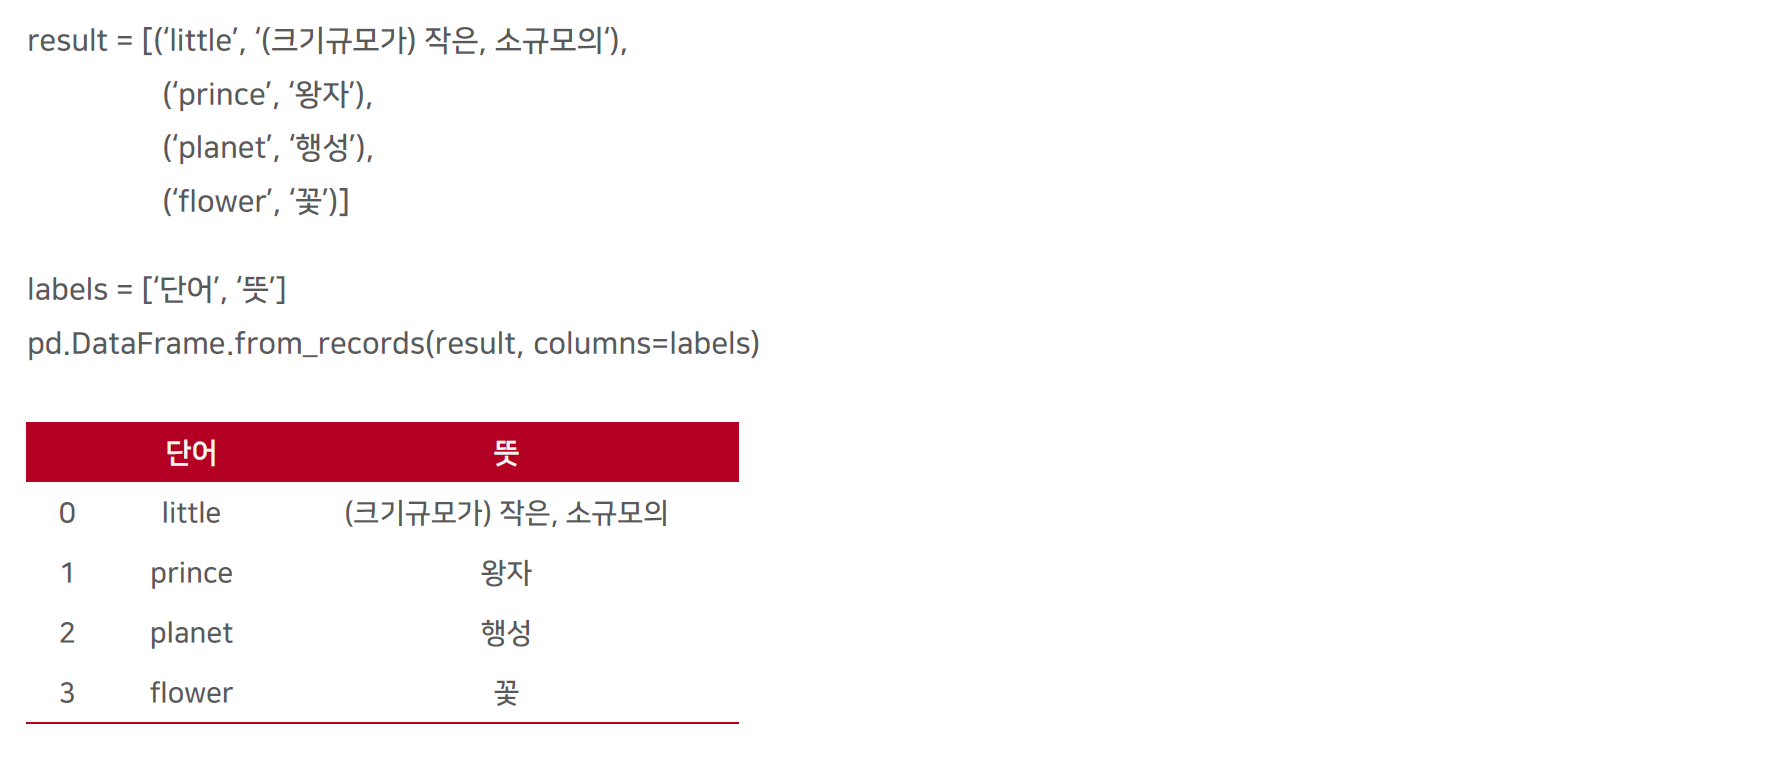 result = [(‘little’, ‘(크기규모가) 작은, 소규모의‘),
(‘prince’, ‘왕자’),
(‘planet’, ‘행성’),
(‘flower’, ‘꽃’)]
labels = [‘단어’, ‘뜻’]
pd.DataFrame.from_records(result, columns=labels)
단어 뜻
0 little (크기규모가) 작은, 소규모의
1 prince 왕자
2 planet 행성
3 flower 꽃